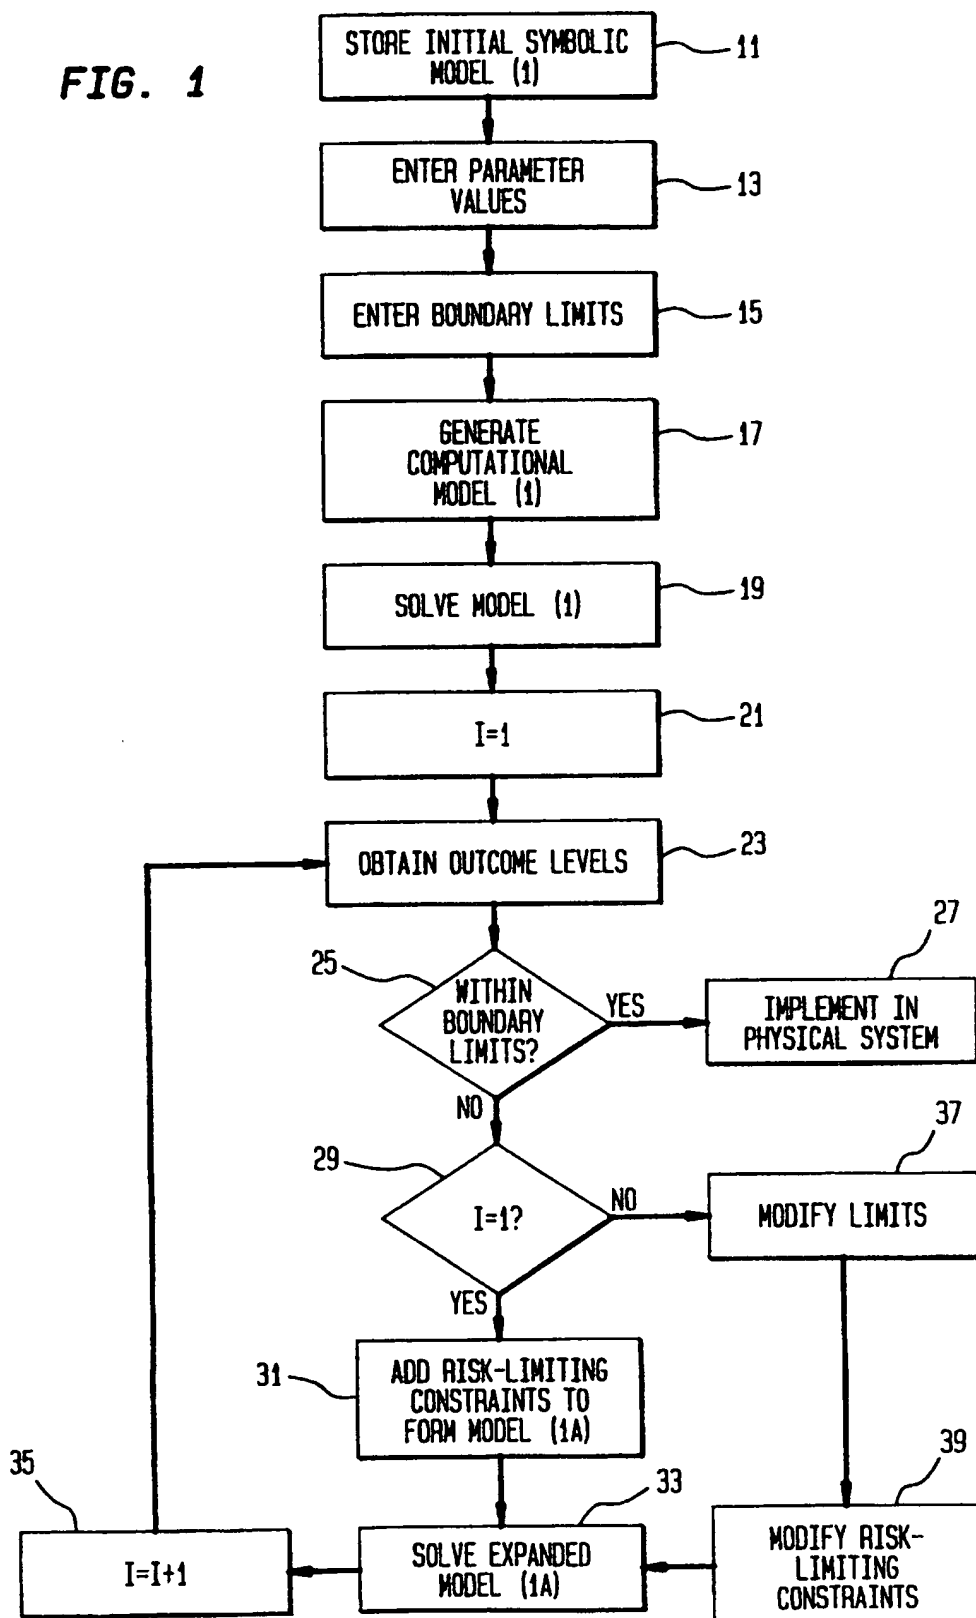 FIG. 1
STORE INITIAL SYMBOLIC
MODEL (1)
11
ENTER PARAMETER
VALUES
13
ENTER BOUNDARY LIMITS
15
GENERATE
COMPUTATIONAL
MODEL (1)
17
SOLVE MODEL (1)
19
I=1
21
OBTAIN OUTCOME LEVELS
23
25
WITHIN
BOUNDARY
LIMITS?
YES
27
IMPLEMENT IN
PHYSICAL SYSTEM
NO
29
I=1?
NO
37
MODIFY LIMITS
YES
31
ADD RISK-LIMITING
CONSTRAINTS TO
FORM MODEL (1A)
35
I=I+1
33
SOLVE EXPANDED
MODEL (1A)
39
MODIFY RISK-
LIMITING
CONSTRAINTS